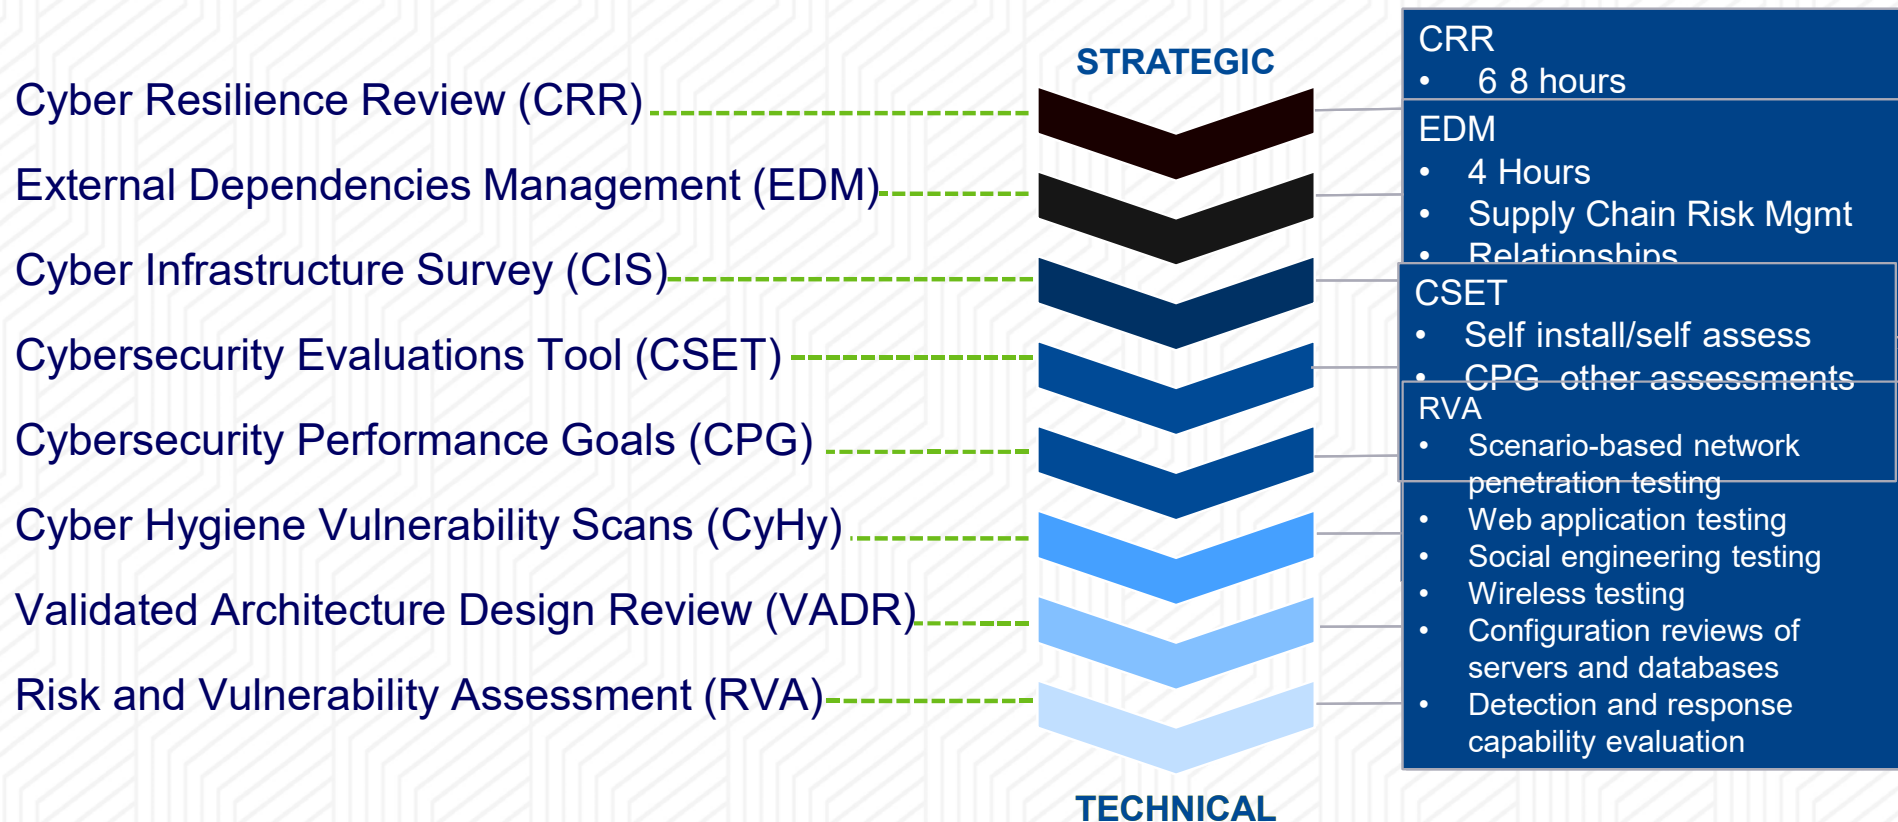 STRATEGIC
Cyber Resilience Review (CRR)
External Dependencies Management (EDM)
Cyber Infrastructure Survey (CIS)
Cybersecurity Evaluations Tool (CSET)
Cybersecurity Performance Goals (CPG)
Cyber Hygiene Vulnerability Scans (CyHy)
Validated Architecture Design Review (VADR)
Risk and Vulnerability Assessment (RVA)
TECHNICAL
CRR
• 6 8 hours
EDM
• 4 Hours
• Supply Chain Risk Mgmt
• Relationships
CSET
• Self install/self assess
• CPG other assessments
RVA
• Scenario-based network
penetration testing
• Web application testing
• Social engineering testing
• Wireless testing
• Configuration reviews of
servers and databases
• Detection and response
capability evaluation